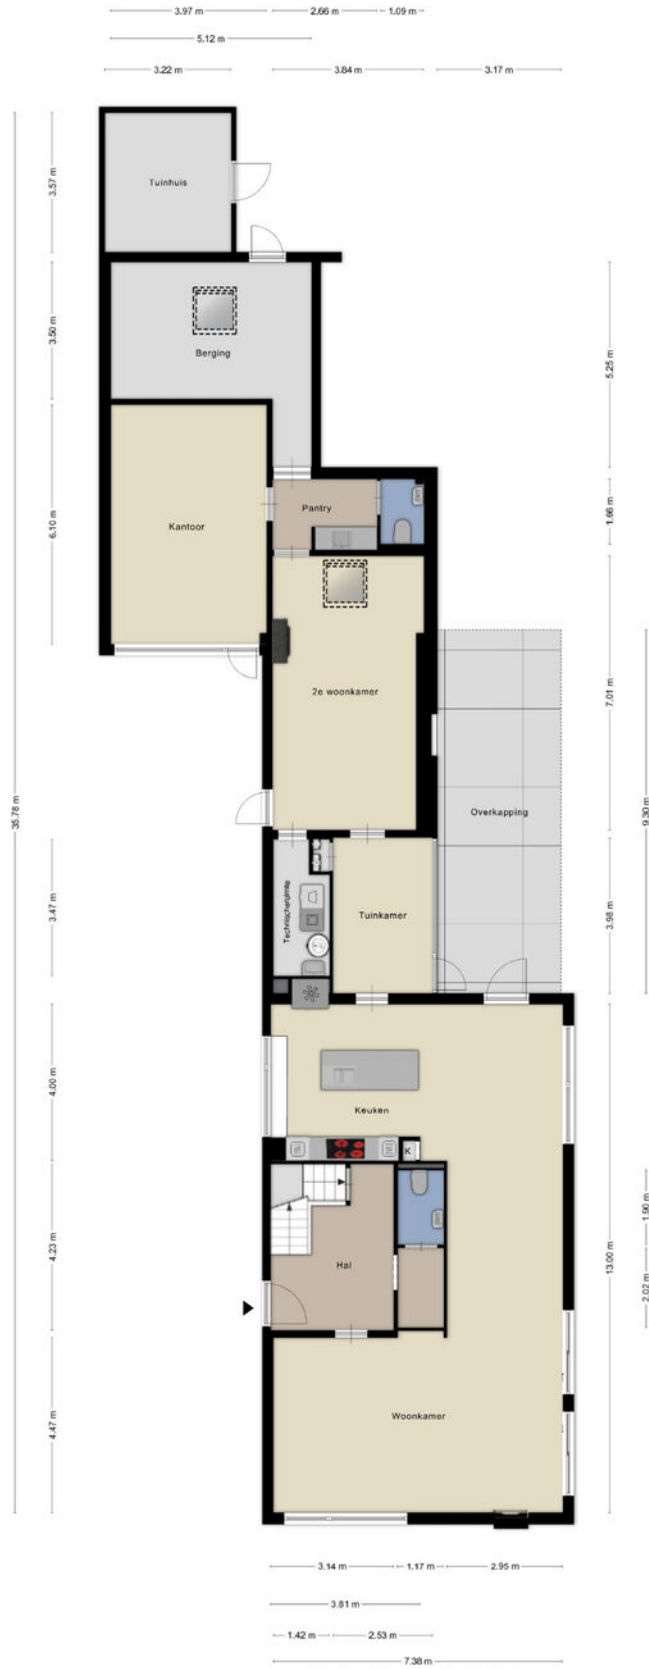 3.97 m
2.66 m
1.09 m
5.12 m
3.22 m
3.84 m
3.17 m
3.57 m
Tuinhuis
3.50 m
5.25 m
Berging
6.10 m
Kantoor
Pantry
1.66 m
35.78 m
2e woonkamer
7.01 m
9.30 m
Overkapping
3.47 m
Technischeruimte
Tuinkamer
3.98 m
4.00 m
Keuken
K
1.90 m
4.23 m
Hal
13.00 m
2.02 m
4.47 m
Woonkamer
3.14 m
1.17 m
2.95 m
3.81 m
1.42 m
2.53 m
7.38 m